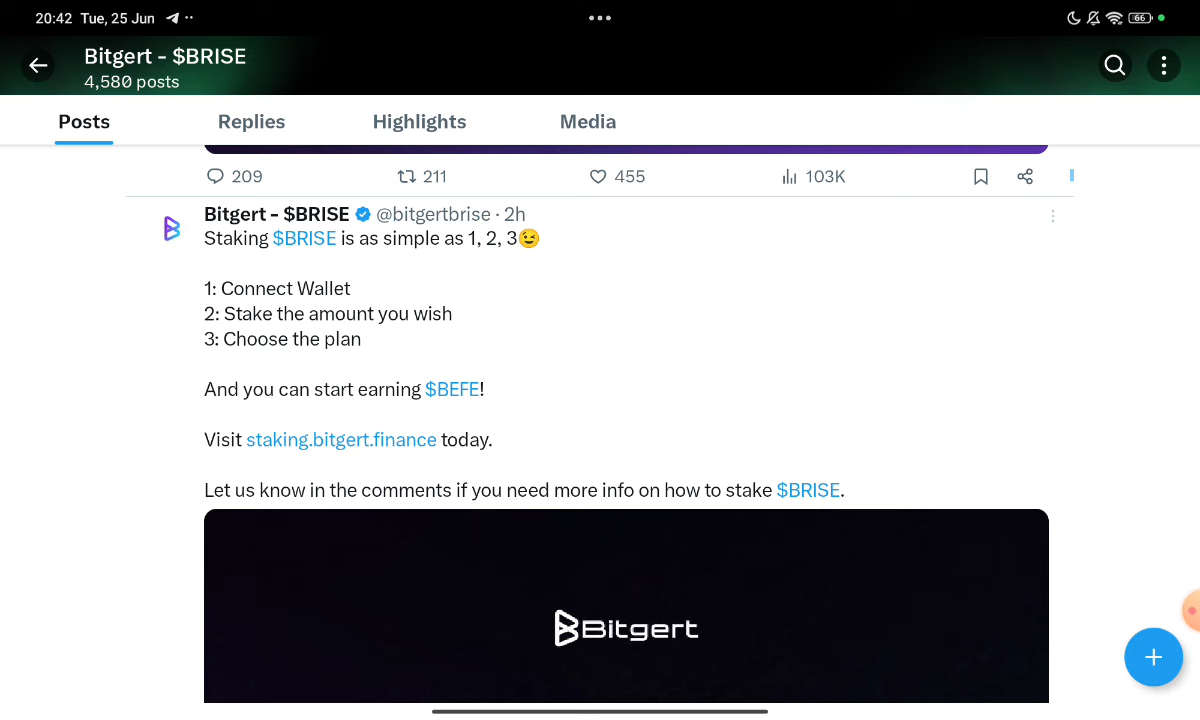 20:42 Tue, 25 Jun
66
Bitgert - $BRISE
4,580 posts
Posts Replies Highlights Media
209 211 455 103K
Bitgert - $BRISE @bitgertbrise · 2h
Staking $BRISE is as simple as 1, 2, 3😉
1: Connect Wallet
2: Stake the amount you wish
3: Choose the plan
And you can start earning $BEFE!
Visit staking.bitgert.finance today.
Let us know in the comments if you need more info on how to stake $BRISE.
Bitgert